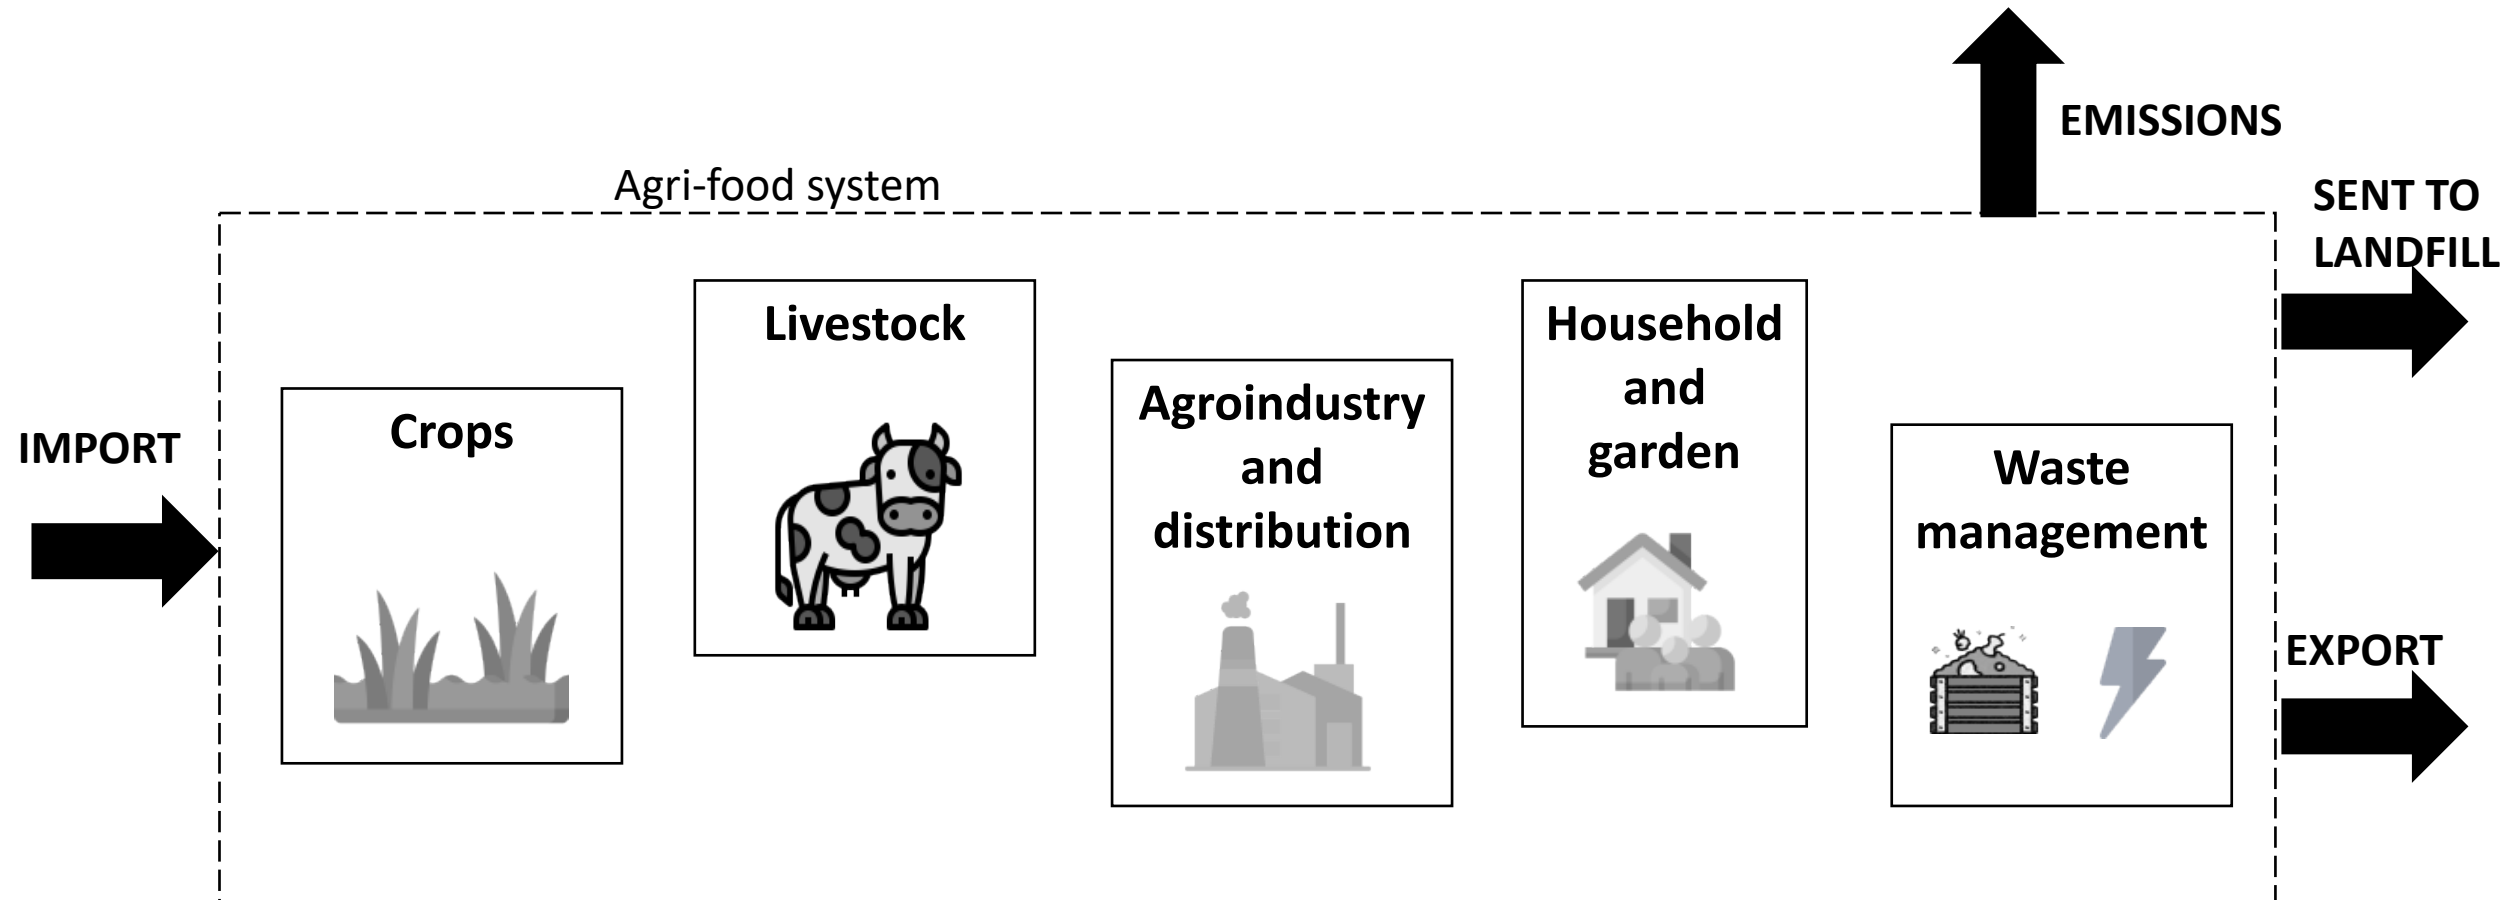 EMISSIONS
Agri-food system
SENT TO
LANDFILL
Livestock
Household
and
garden
Agroindustry
and
distribution
Crops
IMPORT
Waste
management
EXPORT